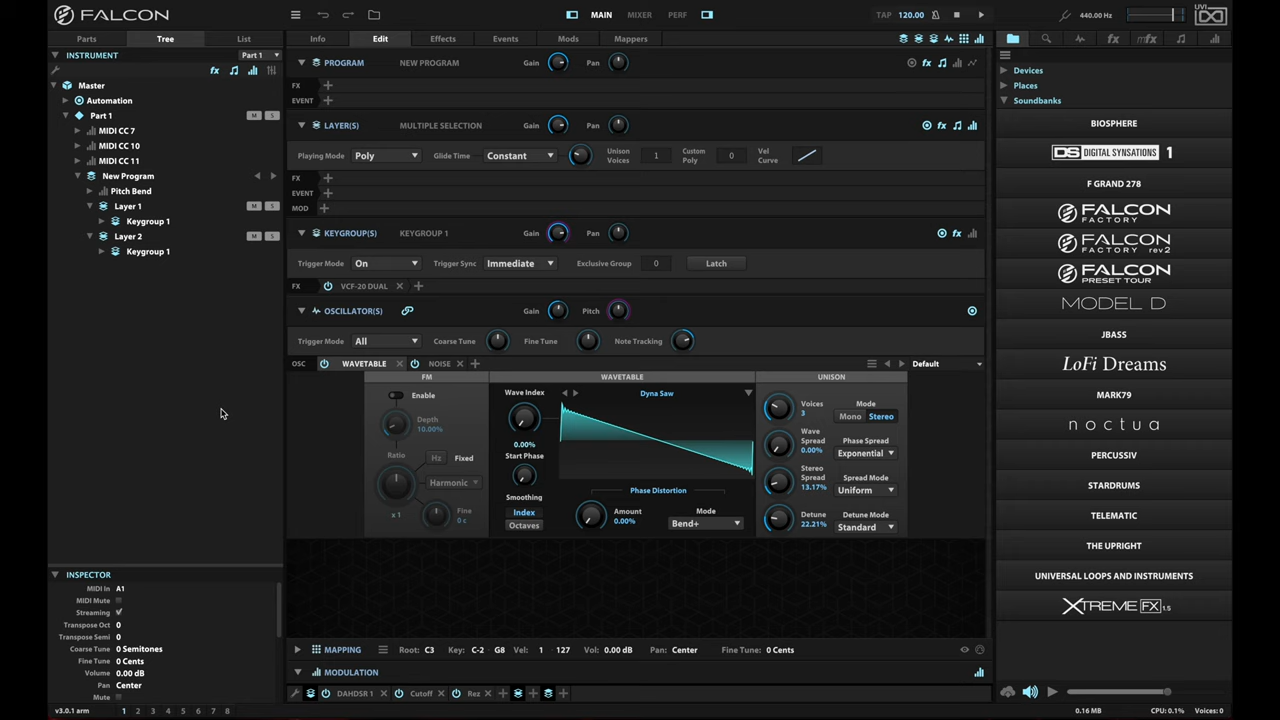 FALCON
MAIN
MIXER
PERF
TAP 120.00
440.00 Hz
UVI
Parts
Tree
List
INSTRUMENT
Part 1
fx
Master
Automation
Part 1
M S
MIDI CC 7
MIDI CC 10
MIDI CC 11
New Program
Pitch Bend
Layer 1
M S
Keygroup 1
Layer 2
M S
Keygroup 1
INSPECTOR
MIDI In A1
MIDI Mute
Streaming
Transpose Oct 0
Transpose Semi 0
Coarse Tune 0 Semitones
Fine Tune 0 Cents
Volume 0.00 dB
Pan Center
Mute
v3.0.1 arm
1 2 3 4 5 6 7 8
Info
Edit
Effects
Events
Mods
Mappers
PROGRAM NEW PROGRAM Gain Pan fx
FX
EVENT
LAYER(S) MULTIPLE SELECTION Gain Pan fx
Playing Mode Poly Glide Time Constant Unison Voices 1 Custom Poly 0 Vel Curve
FX
EVENT
MOD
KEYGROUP(S) KEYGROUP 1 Gain Pan fx
Trigger Mode On Trigger Sync Immediate Exclusive Group 0 Latch
FX VCF-20 DUAL
OSCILLATOR(S) Gain Pitch
Trigger Mode All Coarse Tune Fine Tune Note Tracking
OSC WAVETABLE NOISE Default
FM
Enable
Depth
10.00%
Ratio
Hz Fixed
Harmonic
x 1
Fine
0 c
WAVETABLE
Wave Index
0.00%
Start Phase
Smoothing
Index
Octaves
Dyna Saw
Phase Distortion
Amount
0.00%
Mode
Bend+
UNISON
Voices
3
Mode
Mono Stereo
Wave Spread
0.00%
Phase Spread
Exponential
Stereo Spread
13.17%
Spread Mode
Uniform
Detune
22.21%
Detune Mode
Standard
MAPPING Root: C3 Key: C-2 G8 Vel: 1 127 Vol: 0.00 dB Pan: Center Fine Tune: 0 Cents
MODULATION
DAHDSR 1 Cutoff Rez
fx
mfx
Devices
Places
Soundbanks
BIOSPHERE
DS DIGITAL SYNSATIONS 1
F GRAND 278
FALCON FACTORY
FALCON FACTORY rev2
FALCON PRESET TOUR
MODEL D
JBASS
LoFi Dreams
MARK79
noctua
PERCUSSIV
STARDRUMS
TELEMATIC
THE UPRIGHT
UNIVERSAL LOOPS AND INSTRUMENTS
XTREME FX 1.5
0.16 MB
CPU: 0.1%
Voices: 0